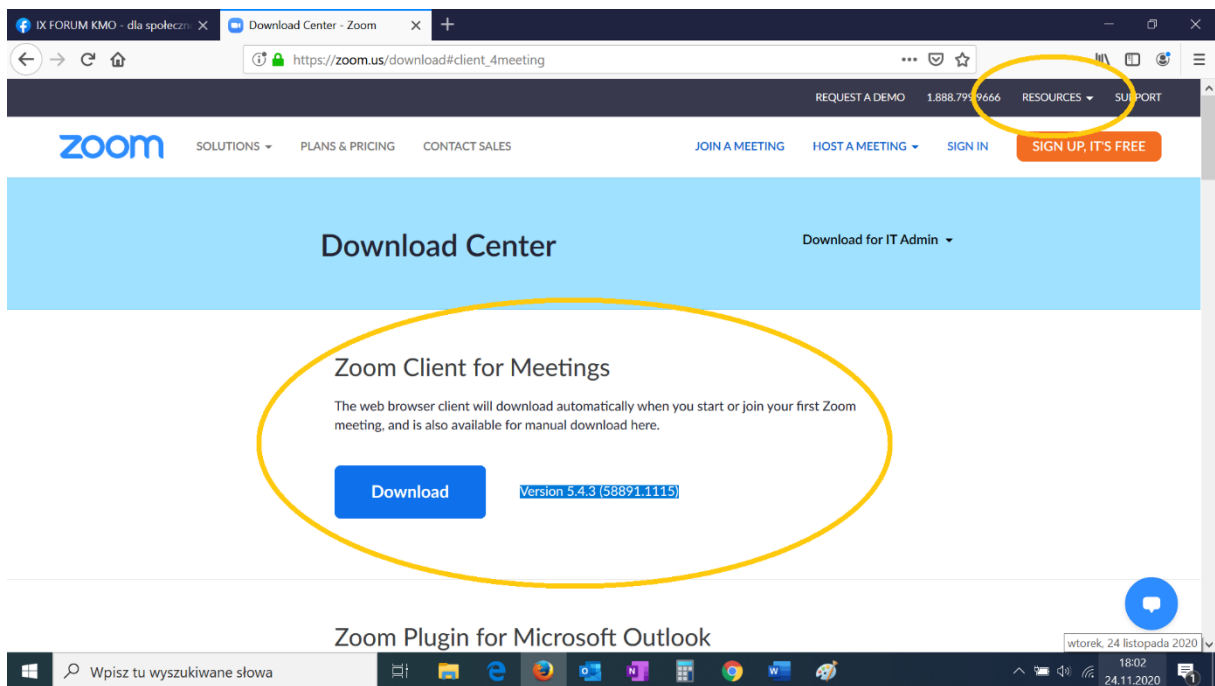 IX FORUM KMO - dla społeczn
Download Center - Zoom
https://zoom.us/download#client_4meeting
REQUEST A DEMO 1.888.799.9666 RESOURCES SUPPORT
zoom SOLUTIONS PLANS & PRICING CONTACT SALES JOIN A MEETING HOST A MEETING SIGN IN SIGN UP, IT'S FREE
Download Center
Download for IT Admin
Zoom Client for Meetings
The web browser client will download automatically when you start or join your first Zoom
meeting, and is also available for manual download here.
Download Version 5.4.3 (58891.1115)
Zoom Plugin for Microsoft Outlook
wtorek, 24 listopada 2020
Wpisz tu wyszukiwane słowa
18:02
24.11.2020
1